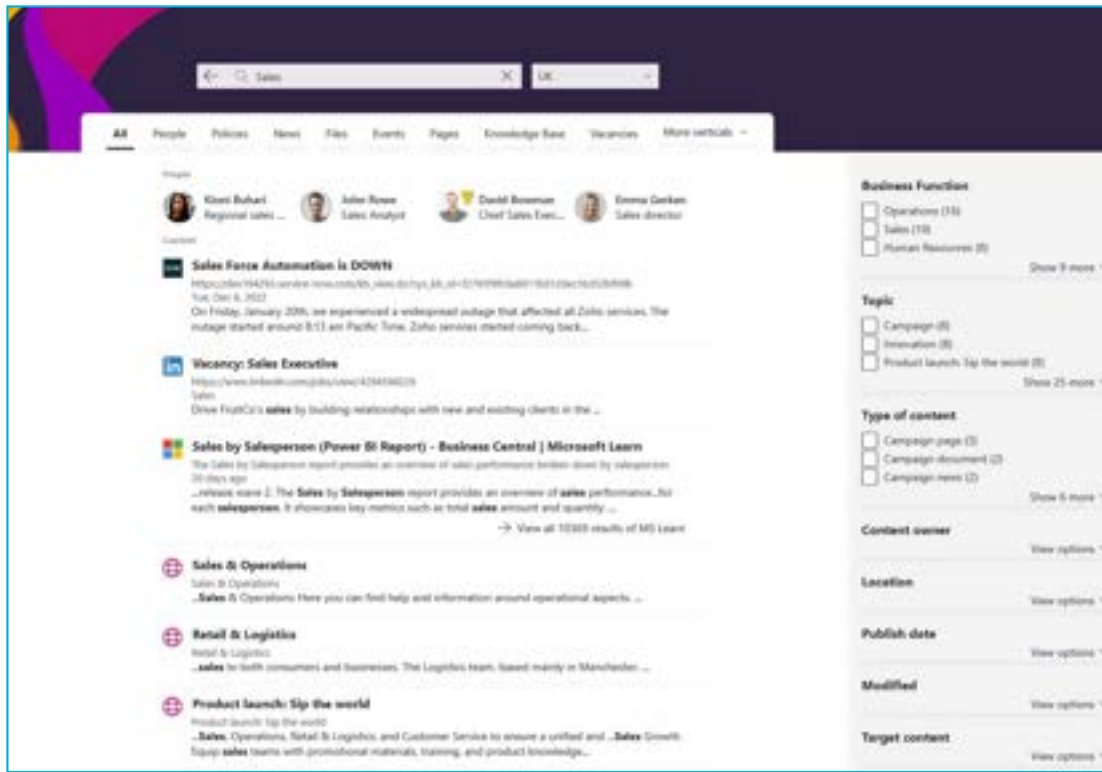 Sales
UK
All People Policies News Files Events Pages Knowledge Base Vacancies More verticals
People
Kioni Buhari
Regional sales ...
John Rowe
Sales Analyst
David Bowman
Chief Sales Exec...
Emma Gerken
Sales director
Content
Sales Force Automation is DOWN
Tue, Dec 6, 2022
On Friday, January 20th, we experienced a widespread outage that affected all Zoho services. The
outage started around 8:13 am Pacific Time. Zoho services started coming back...
Vacancy: Sales Executive
Sales
Drive FruitCo's sales by building relationships with new and existing clients in the ...
Sales by Salesperson (Power BI Report) - Business Central | Microsoft Learn
The Sales by Salesperson report provides an overview of sales performance broken down by salesperson
20 days ago
...release wave 2. The Sales by Salesperson report provides an overview of sales performance...for
each salesperson. It showcases key metrics such as total sales amount and quantity ...
View all results of MS Learn
Sales & Operations
Sales & Operations
...Sales & Operations Here you can find help and information around operational aspects. ...
Retail & Logistics
Retail & Logistics
...sales to both consumers and businesses. The Logistics team, based mainly in Manchester ...
Product launch: Sip the world
Product launch: Sip the world
...Sales, Operations, Retail & Logistics, and Customer Service to ensure a unified and ...Sales Growth
Equip sales teams with promotional materials, training, and product knowledge...
Business Function
Operations (16)
Sales (10)
Human Resources (8)
Show 9 more
Topic
Campaign (8)
Innovation (8)
Product launch: Sip the world (8)
Show 25 more
Type of content
Campaign page (3)
Campaign document (2)
Campaign news (2)
Show 6 more
Content owner
View options
Location
View options
Publish date
View options
Modified
View options
Target content
View options